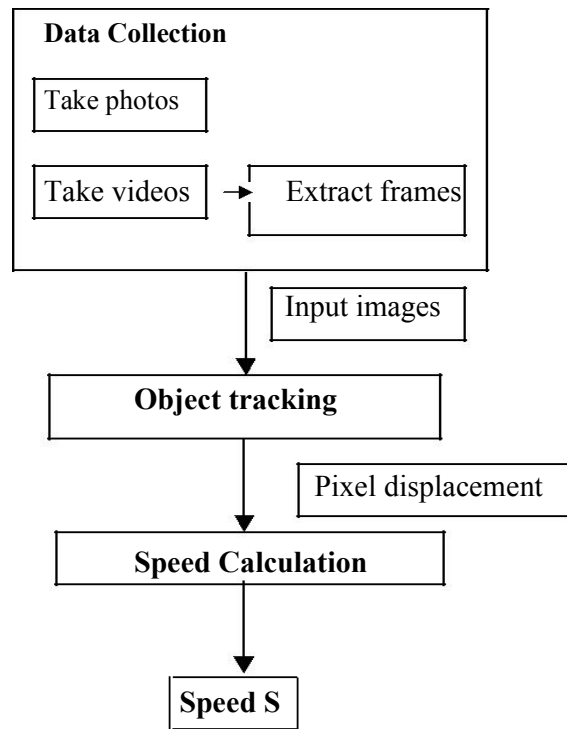 Data Collection
Take photos
Take videos
Extract frames
Input images
Object tracking
Pixel displacement
Speed Calculation
Speed S